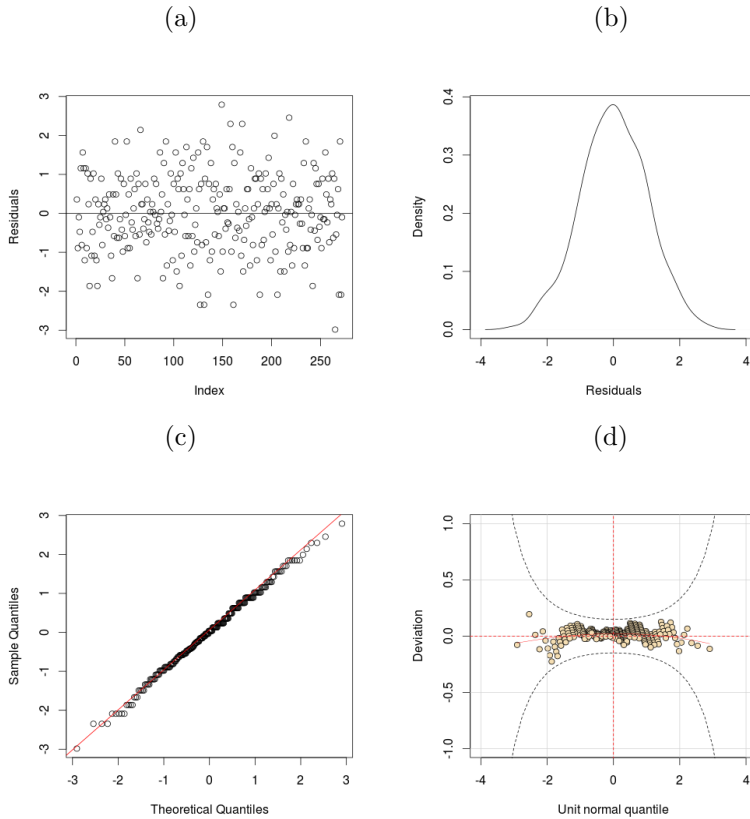 (a)
Residuals
3
2
1
0
-1
-2
-3
0 50 100 150 200 250
Index
(b)
Density
0.4
0.3
0.2
0.1
0.0
-4 -2 0 2 4
Residuals
(c)
Sample Quantiles
3
2
1
0
-1
-2
-3
-3 -2 -1 0 1 2 3
Theoretical Quantiles
(d)
Deviation
1.0
0.5
0.0
-0.5
-1.0
-4 -2 0 2 4
Unit normal quantile